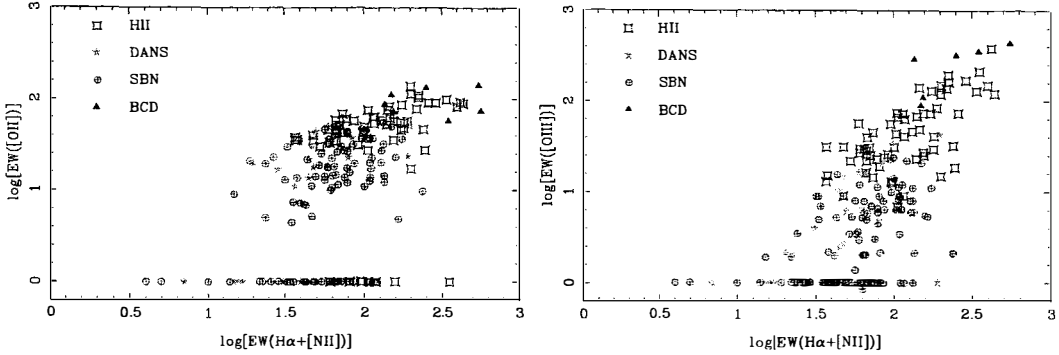 3
2
1
0
log[EW([OII])]
HII
DANS
SBN
BCD
0
0.5
1
1.5
2
2.5
3
log[EW(Hα+[NII])]
3
2
1
0
log[EW([OIII])]
HII
DANS
SBN
BCD
0
0.5
1
1.5
2
2.5
3
log[EW(Hα+[NII])]